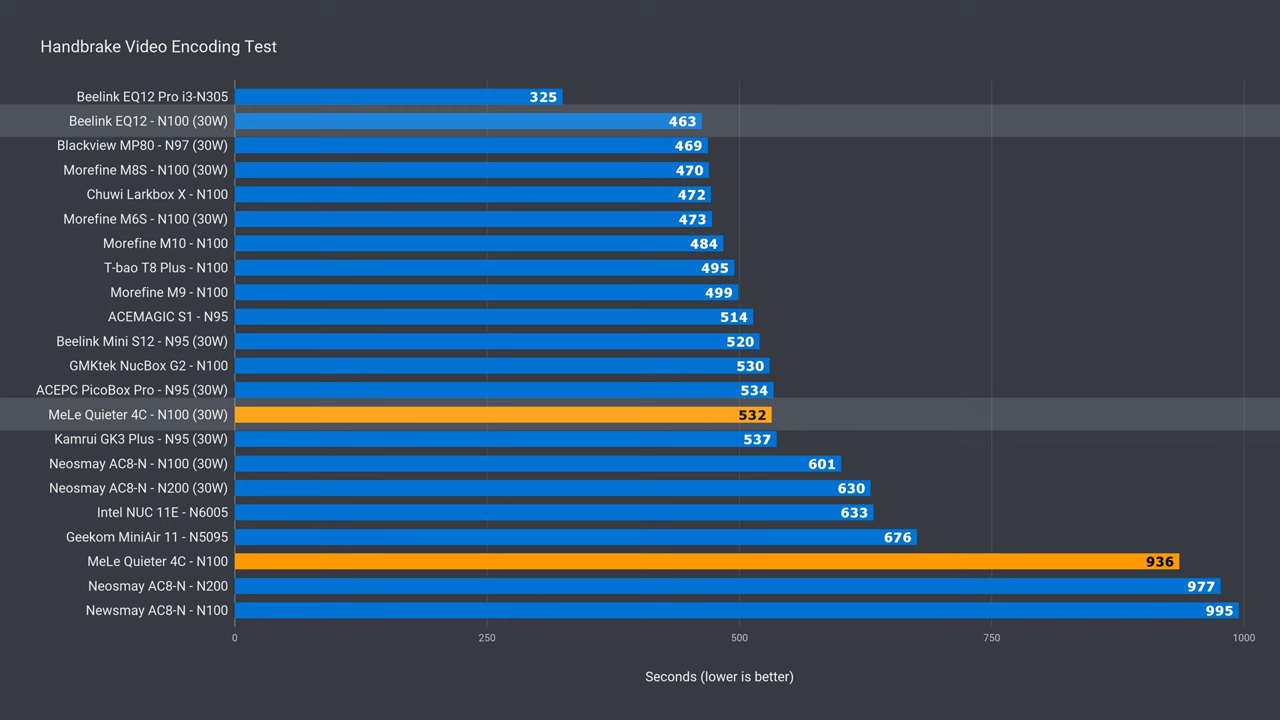 Handbrake Video Encoding Test
Beelink EQ12 Pro i3-N305 325
Beelink EQ12 - N100 (30W) 463
Blackview MP80 - N97 (30W) 469
Morefine M8S - N100 (30W) 470
Chuwi Larkbox X - N100 472
Morefine M6S - N100 (30W) 473
Morefine M10 - N100 484
T-bao T8 Plus - N100 495
Morefine M9 - N100 499
ACEMAGIC S1 - N95 514
Beelink Mini S12 - N95 (30W) 520
GMKtek NucBox G2 - N100 530
ACEPC PicoBox Pro - N95 (30W) 534
MeLe Quieter 4C - N100 (30W) 532
Kamrui GK3 Plus - N95 (30W) 537
Neosmay AC8-N - N100 (30W) 601
Neosmay AC8-N - N200 (30W) 630
Intel NUC 11E - N6005 633
Geekom MiniAir 11 - N5095 676
MeLe Quieter 4C - N100 936
Neosmay AC8-N - N200 977
Newsmay AC8-N - N100 995
0 250 500 750 1000
Seconds (lower is better)